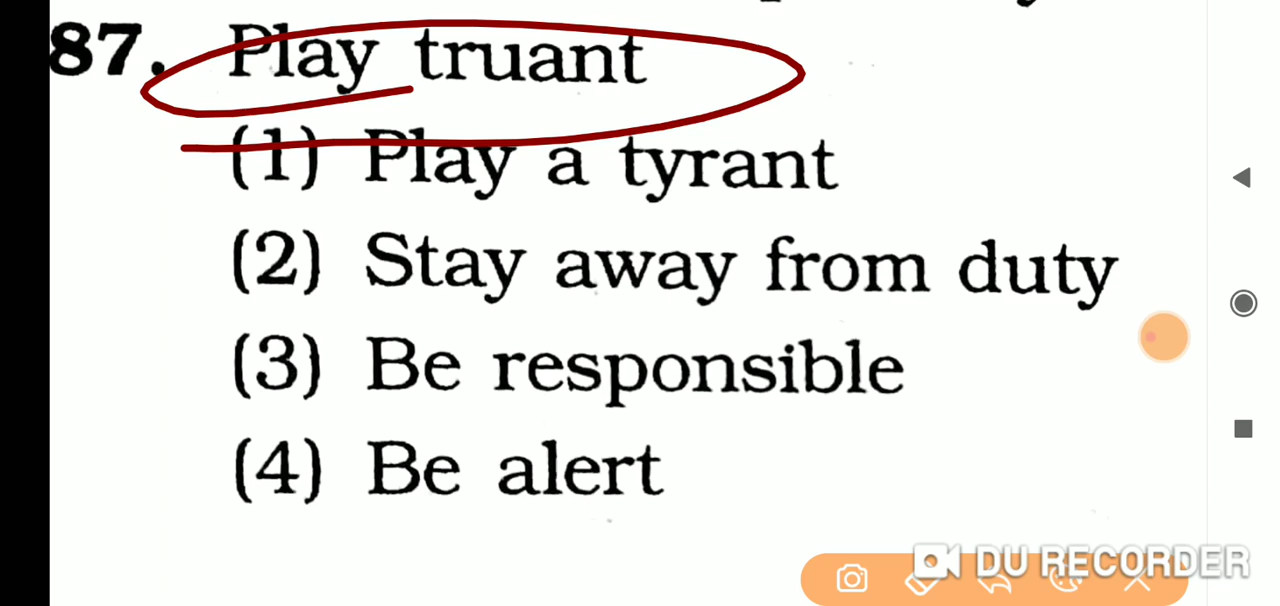 87. Play truant
(1) Play a tyrant
(2) Stay away from duty
(3) Be responsible
(4) Be alert
DU RECORDER